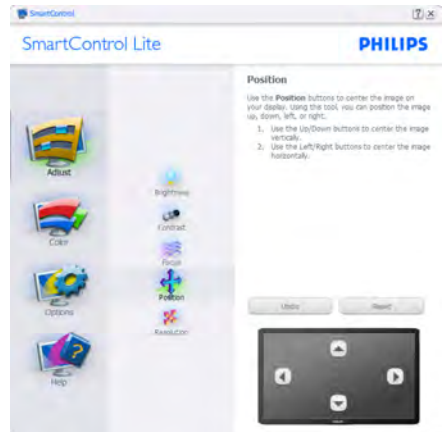 SmartControl
SmartControl Lite
PHILIPS
Position
Use the Position buttons to center the image on
your display. Using the tool, you can position the image
up, down, left, or right.
1. Use the Up/Down buttons to center the image
vertically.
2. Use the Left/Right buttons to center the image
horizontally.
Adjust
Color
Options
Help
Brightness
Contrast
Focus
Position
Resolution
Undo
Reset